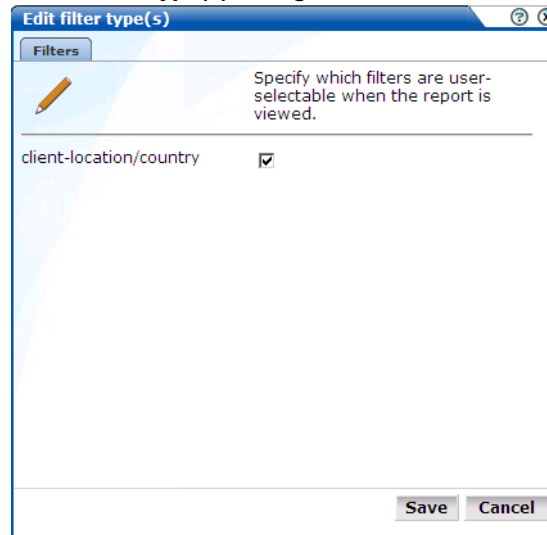 Edit filter type(s)
Filters
Specify which filters are user-
selectable when the report is
viewed.
client-location/country
Save Cancel